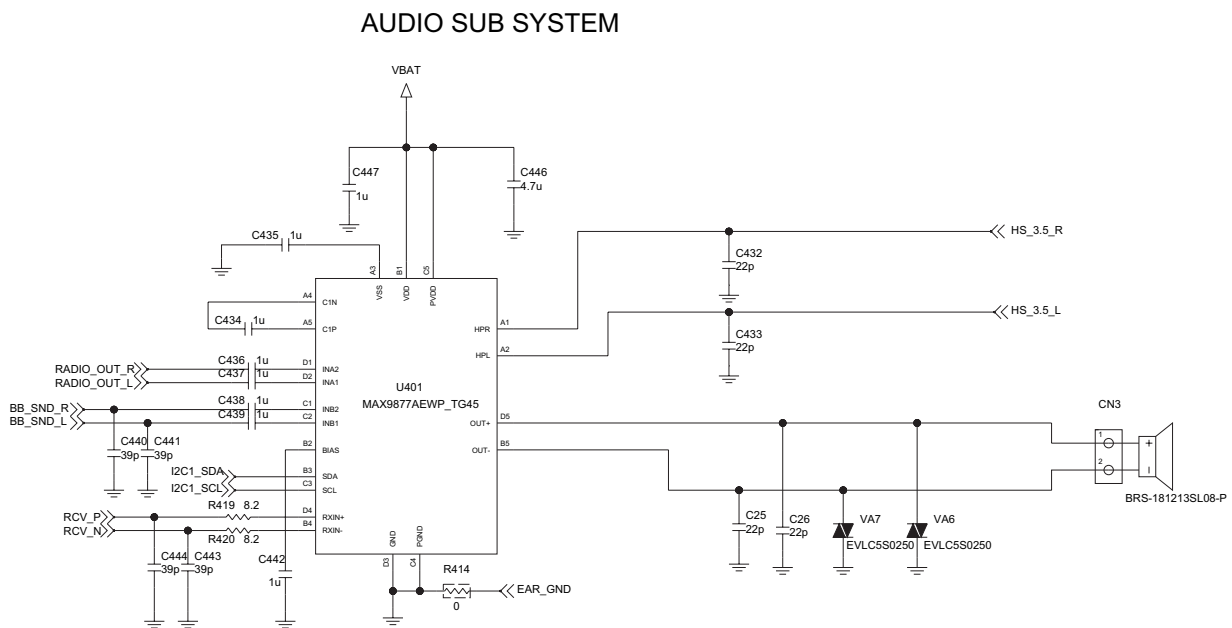 AUDIO SUB SYSTEM
VBAT
C447
1u
C446
4.7u
C435 1u
A3
B1
C5
VSS
VDD
PVDD
HS_3.5_R
C432
22p
A4
C1N
C434 1u
A5
C1P
HPR
A1
HS_3.5_L
C433
22p
HPL
A2
RADIO_OUT_R
RADIO_OUT_L
C436 1u
C437 1u
D1
D2
INA2
INA1
U401
MAX9877AEWP_TG45
BB_SND_R
BB_SND_L
C438 1u
C439 1u
C1
C2
INB2
INB1
OUT+
D5
CN3
1
2
+
-
BRS-181213SL08-P
C440
39p
C441
39p
B2
BIAS
OUT-
B5
I2C1_SDA
I2C1_SCL
B3
C3
SDA
SCL
RCV_P
RCV_N
R419 8.2
R420 8.2
D4
B4
RXIN+
RXIN-
C25
22p
C26
22p
VA7
EVLC5S0250
VA6
EVLC5S0250
C444
39p
C443
39p
C442
1u
GND
PGND
D3
C4
R414
0
EAR_GND